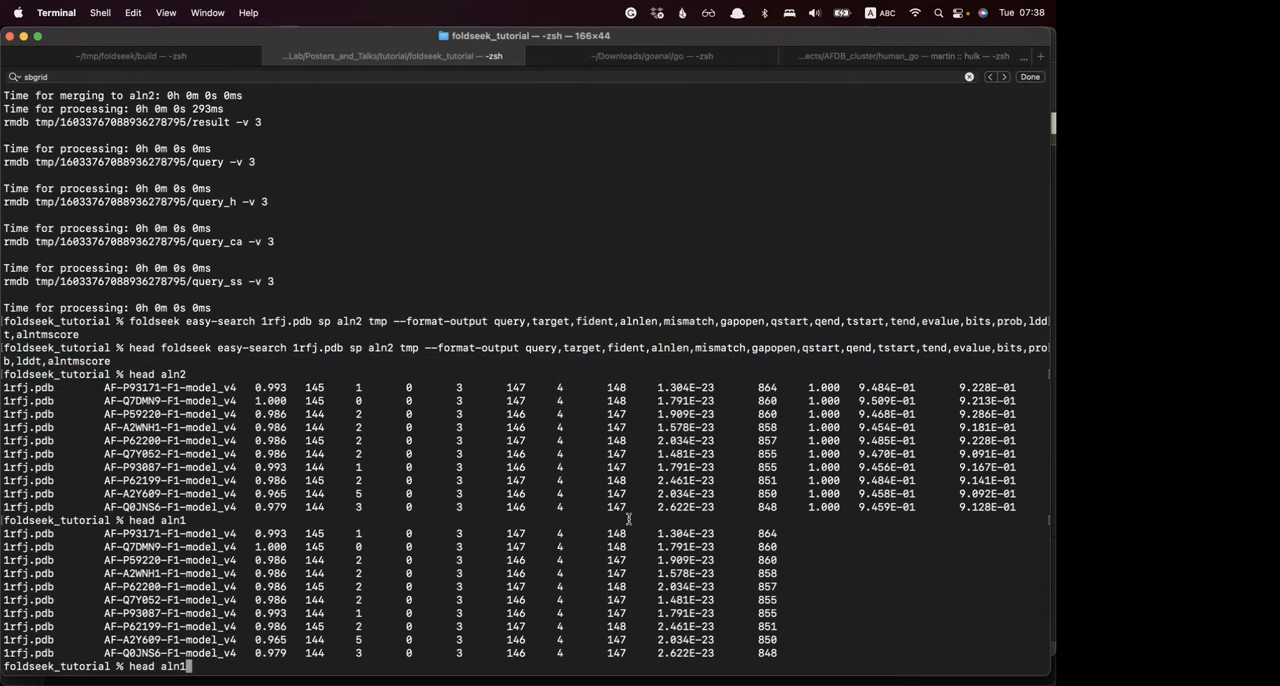 Terminal Shell Edit View Window Help A ABC Tue 07:38
foldseek_tutorial — -zsh — 166×44
~/tmp/foldseek/build — -zsh ...Lab/Posters_and_Talks/tutorial/foldseek_tutorial — -zsh ~/Downloads/goanal/go — -zsh ...ects/AFDB_cluster/human_go — martin :: hulk — -zsh ... +
sbgrid Done
Time for merging to aln2: 0h 0m 0s 0ms
Time for processing: 0h 0m 0s 293ms
rmdb tmp/16033767088936278795/result -v 3
Time for processing: 0h 0m 0s 0ms
rmdb tmp/16033767088936278795/query -v 3
Time for processing: 0h 0m 0s 0ms
rmdb tmp/16033767088936278795/query_h -v 3
Time for processing: 0h 0m 0s 0ms
rmdb tmp/16033767088936278795/query_ca -v 3
Time for processing: 0h 0m 0s 0ms
rmdb tmp/16033767088936278795/query_ss -v 3
Time for processing: 0h 0m 0s 0ms
foldseek_tutorial % foldseek easy-search 1rfj.pdb sp aln2 tmp --format-output query,target,fident,alnlen,mismatch,gapopen,qstart,qend,tstart,tend,evalue,bits,prob,ldd
t,alntmscore
foldseek_tutorial % head foldseek easy-search 1rfj.pdb sp aln2 tmp --format-output query,target,fident,alnlen,mismatch,gapopen,qstart,qend,tstart,tend,evalue,bits,pro
b,lddt,alntmscore
foldseek_tutorial % head aln2
1rfj.pdb AF-P93171-F1-model_v4 0.993 145 1 0 3 147 4 148 1.304E-23 864 1.000 9.484E-01 9.228E-01
1rfj.pdb AF-Q7DMN9-F1-model_v4 1.000 145 0 0 3 147 4 148 1.791E-23 860 1.000 9.509E-01 9.213E-01
1rfj.pdb AF-P59220-F1-model_v4 0.986 144 2 0 3 146 4 147 1.909E-23 860 1.000 9.468E-01 9.286E-01
1rfj.pdb AF-A2WNH1-F1-model_v4 0.986 144 2 0 3 146 4 147 1.578E-23 858 1.000 9.454E-01 9.181E-01
1rfj.pdb AF-P62200-F1-model_v4 0.986 145 2 0 3 147 4 148 2.034E-23 857 1.000 9.485E-01 9.228E-01
1rfj.pdb AF-Q7Y052-F1-model_v4 0.986 144 2 0 3 146 4 147 1.481E-23 855 1.000 9.470E-01 9.091E-01
1rfj.pdb AF-P93087-F1-model_v4 0.993 144 1 0 3 146 4 147 1.791E-23 855 1.000 9.456E-01 9.167E-01
1rfj.pdb AF-P62199-F1-model_v4 0.986 145 2 0 3 147 4 148 2.461E-23 851 1.000 9.486E-01 9.141E-01
1rfj.pdb AF-A2Y609-F1-model_v4 0.965 144 5 0 3 146 4 147 2.034E-23 850 1.000 9.458E-01 9.092E-01
1rfj.pdb AF-Q0JNS6-F1-model_v4 0.979 144 3 0 3 146 4 147 2.622E-23 848 1.000 9.459E-01 9.128E-01
foldseek_tutorial % head aln1
1rfj.pdb AF-P93171-F1-model_v4 0.993 145 1 0 3 147 4 148 1.304E-23 864
1rfj.pdb AF-Q7DMN9-F1-model_v4 1.000 145 0 0 3 147 4 148 1.791E-23 860
1rfj.pdb AF-P59220-F1-model_v4 0.986 144 2 0 3 146 4 147 1.909E-23 860
1rfj.pdb AF-A2WNH1-F1-model_v4 0.986 144 2 0 3 146 4 147 1.578E-23 858
1rfj.pdb AF-P62200-F1-model_v4 0.986 145 2 0 3 147 4 148 2.034E-23 857
1rfj.pdb AF-Q7Y052-F1-model_v4 0.986 144 2 0 3 146 4 147 1.481E-23 855
1rfj.pdb AF-P93087-F1-model_v4 0.993 144 1 0 3 146 4 147 1.791E-23 855
1rfj.pdb AF-P62199-F1-model_v4 0.986 145 2 0 3 147 4 148 2.461E-23 851
1rfj.pdb AF-A2Y609-F1-model_v4 0.965 144 5 0 3 146 4 147 2.034E-23 850
1rfj.pdb AF-Q0JNS6-F1-model_v4 0.979 144 3 0 3 146 4 147 2.622E-23 848
foldseek_tutorial % head aln1